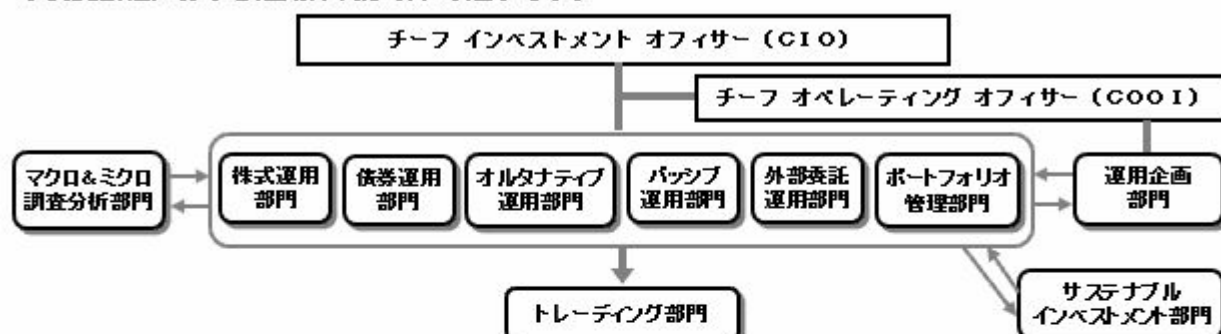 チーフ インベストメント オフィサー（CIO）
チーフ オペレーティング オフィサー（COOI）
マクロ＆ミクロ
調査分析部門
株式運用
部門
債券運用
部門
オルタナティブ
運用部門
パッシブ
運用部門
外部委託
運用部門
ポートフォリオ
管理部門
運用企画
部門
トレーディング部門
サステナブル
インベストメント部門